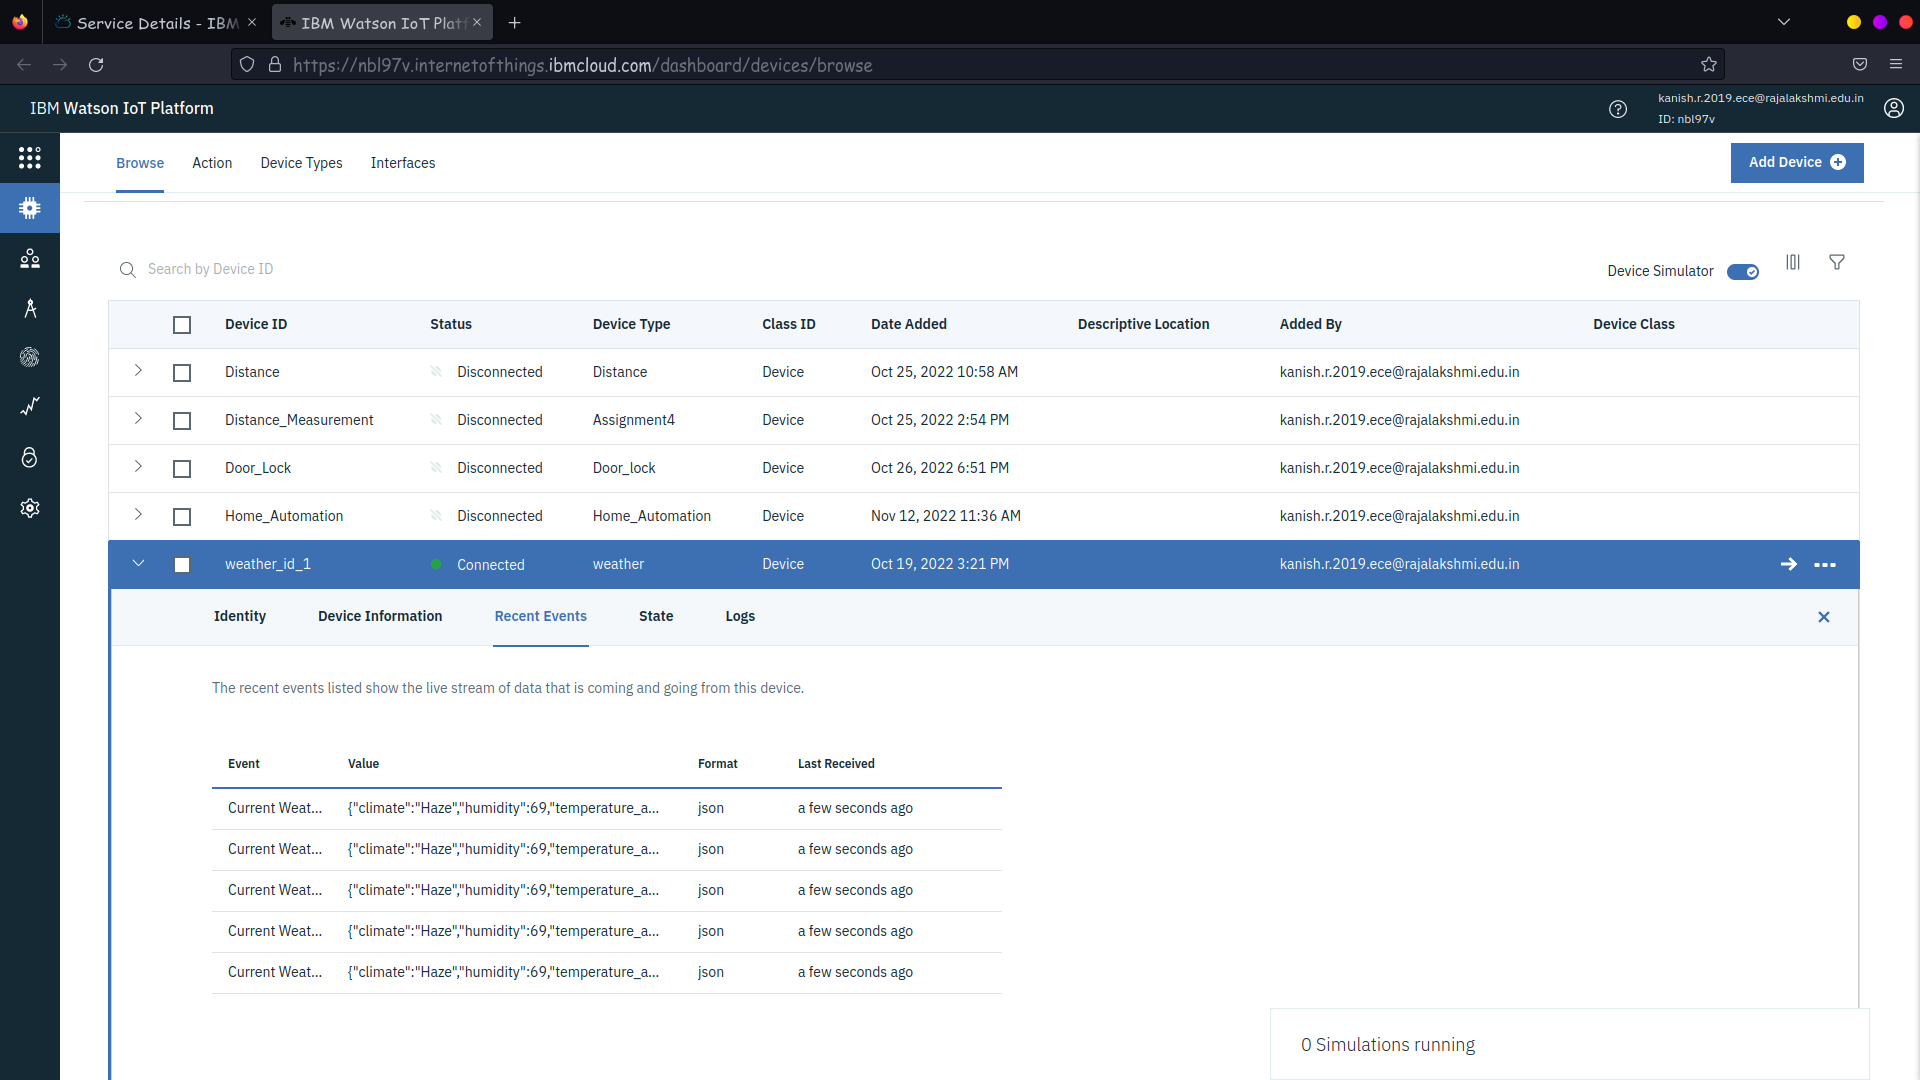 Service Details - IBM
IBM Watson IoT Platf
https://nbl97v.internetofthings.ibmcloud.com/dashboard/devices/browse
IBM Watson IoT Platform
kanish.r.2019.ece@rajalakshmi.edu.in
ID: nbl97v
Browse Action Device Types Interfaces
Add Device
Search by Device ID
Device Simulator
Device ID Status Device Type Class ID Date Added Descriptive Location Added By Device Class
Distance Disconnected Distance Device Oct 25, 2022 10:58 AM kanish.r.2019.ece@rajalakshmi.edu.in
Distance_Measurement Disconnected Assignment4 Device Oct 25, 2022 2:54 PM kanish.r.2019.ece@rajalakshmi.edu.in
Door_Lock Disconnected Door_lock Device Oct 26, 2022 6:51 PM kanish.r.2019.ece@rajalakshmi.edu.in
Home_Automation Disconnected Home_Automation Device Nov 12, 2022 11:36 AM kanish.r.2019.ece@rajalakshmi.edu.in
weather_id_1 Connected weather Device Oct 19, 2022 3:21 PM kanish.r.2019.ece@rajalakshmi.edu.in
Identity Device Information Recent Events State Logs
The recent events listed show the live stream of data that is coming and going from this device.
Event Value Format Last Received
Current Weat... {"climate":"Haze","humidity":69,"temperature_a... json a few seconds ago
Current Weat... {"climate":"Haze","humidity":69,"temperature_a... json a few seconds ago
Current Weat... {"climate":"Haze","humidity":69,"temperature_a... json a few seconds ago
Current Weat... {"climate":"Haze","humidity":69,"temperature_a... json a few seconds ago
Current Weat... {"climate":"Haze","humidity":69,"temperature_a... json a few seconds ago
0 Simulations running